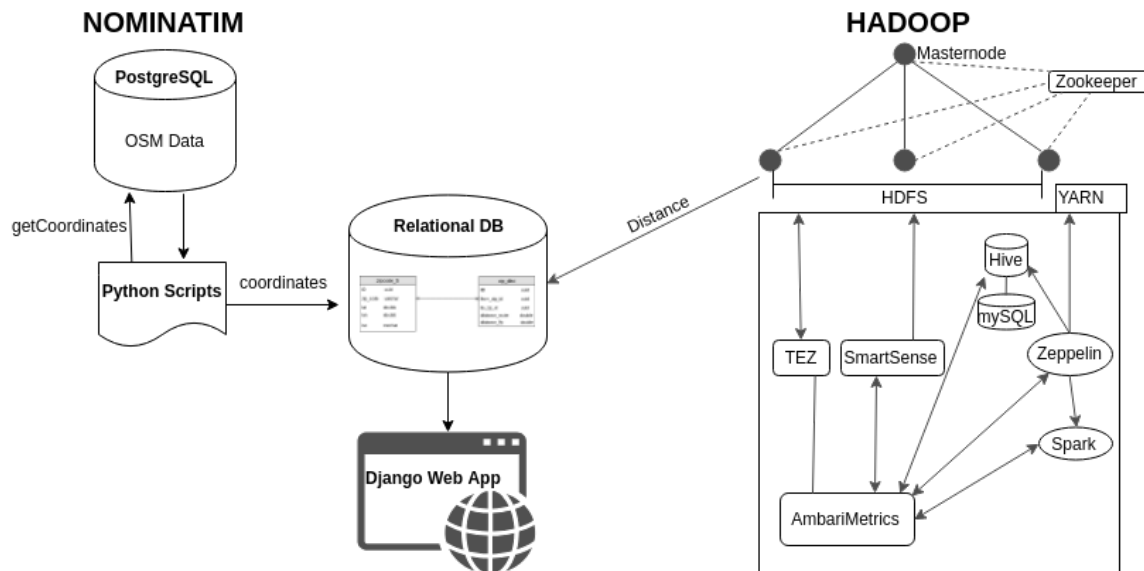 NOMINATIM
PostgreSQL
OSM Data
getCoordinates
Python Scripts
coordinates
Relational DB
Django Web App
HADOOP
Masternode
Zookeeper
Distance
HDFS
YARN
Hive
mySQL
TEZ
SmartSense
Zeppelin
Spark
AmbariMetrics